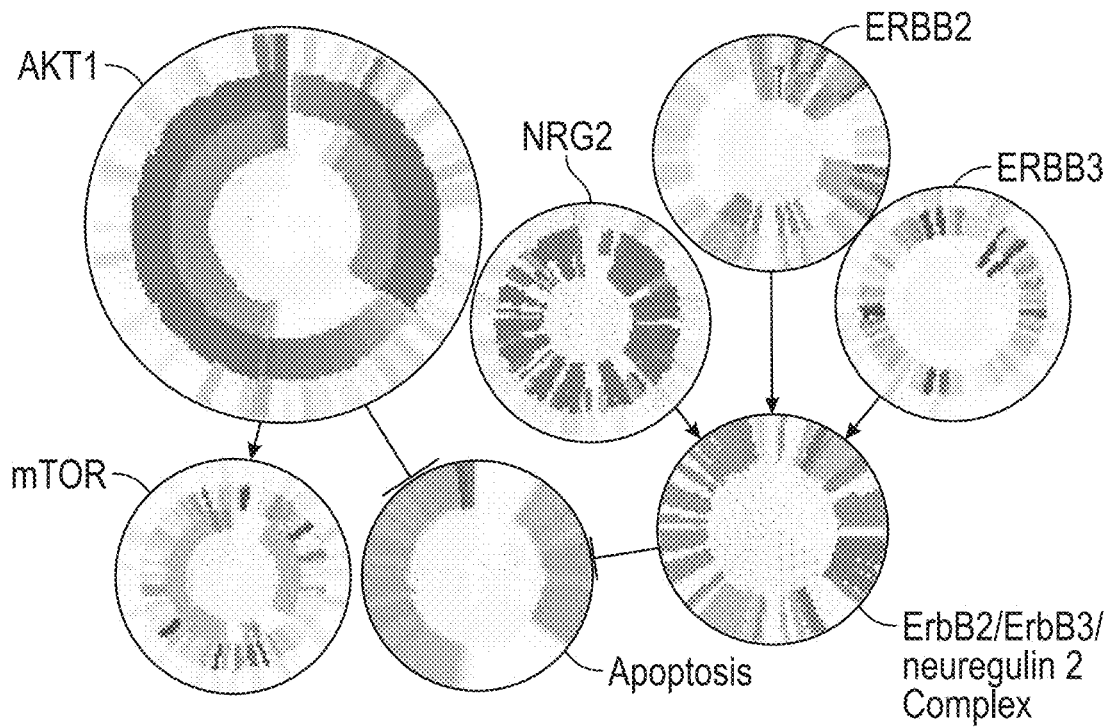 ERBB2
AKT1
NRG2
ERBB3
mTOR
Apoptosis
ErbB2/ErbB3/
neuregulin 2
Complex